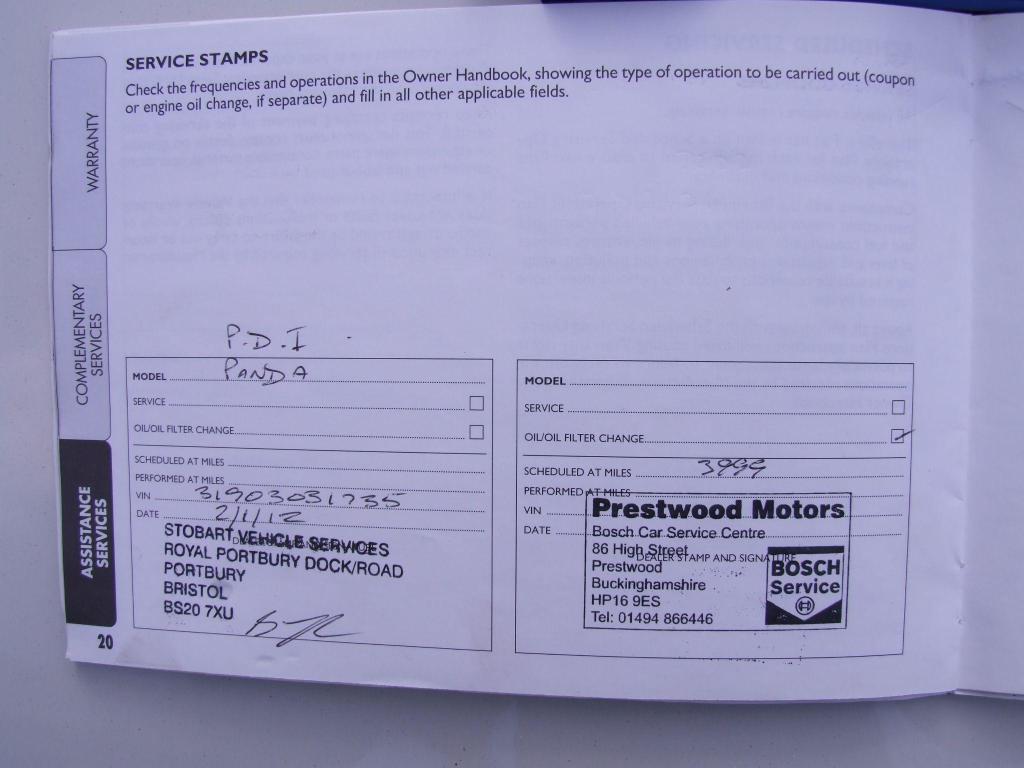 SERVICE STAMPS
Check the frequencies and operations in the Owner Handbook, showing the type of operation to be carried out (coupon
or engine oil change, if separate) and fill in all other applicable fields.
WARRANTY
COMPLEMENTARY
SERVICES
ASSISTANCE
SERVICES
20
P.D.I
MODEL PANDA
SERVICE
OIL/OIL FILTER CHANGE
SCHEDULED AT MILES
PERFORMED AT MILES
VIN 31903031735
DATE 2/1/12
STOBART VEHICLE SERVICES
ROYAL PORTBURY DOCK/ROAD
PORTBURY
BRISTOL
BS20 7XU
MODEL
SERVICE
OIL/OIL FILTER CHANGE
SCHEDULED AT MILES 3999
PERFORMED AT MILES
VIN
DATE
DEALER STAMP AND SIGNATURE
Prestwood Motors
Bosch Car Service Centre
86 High Street
Prestwood
Buckinghamshire
HP16 9ES
Tel: 01494 866446
BOSCH
Service